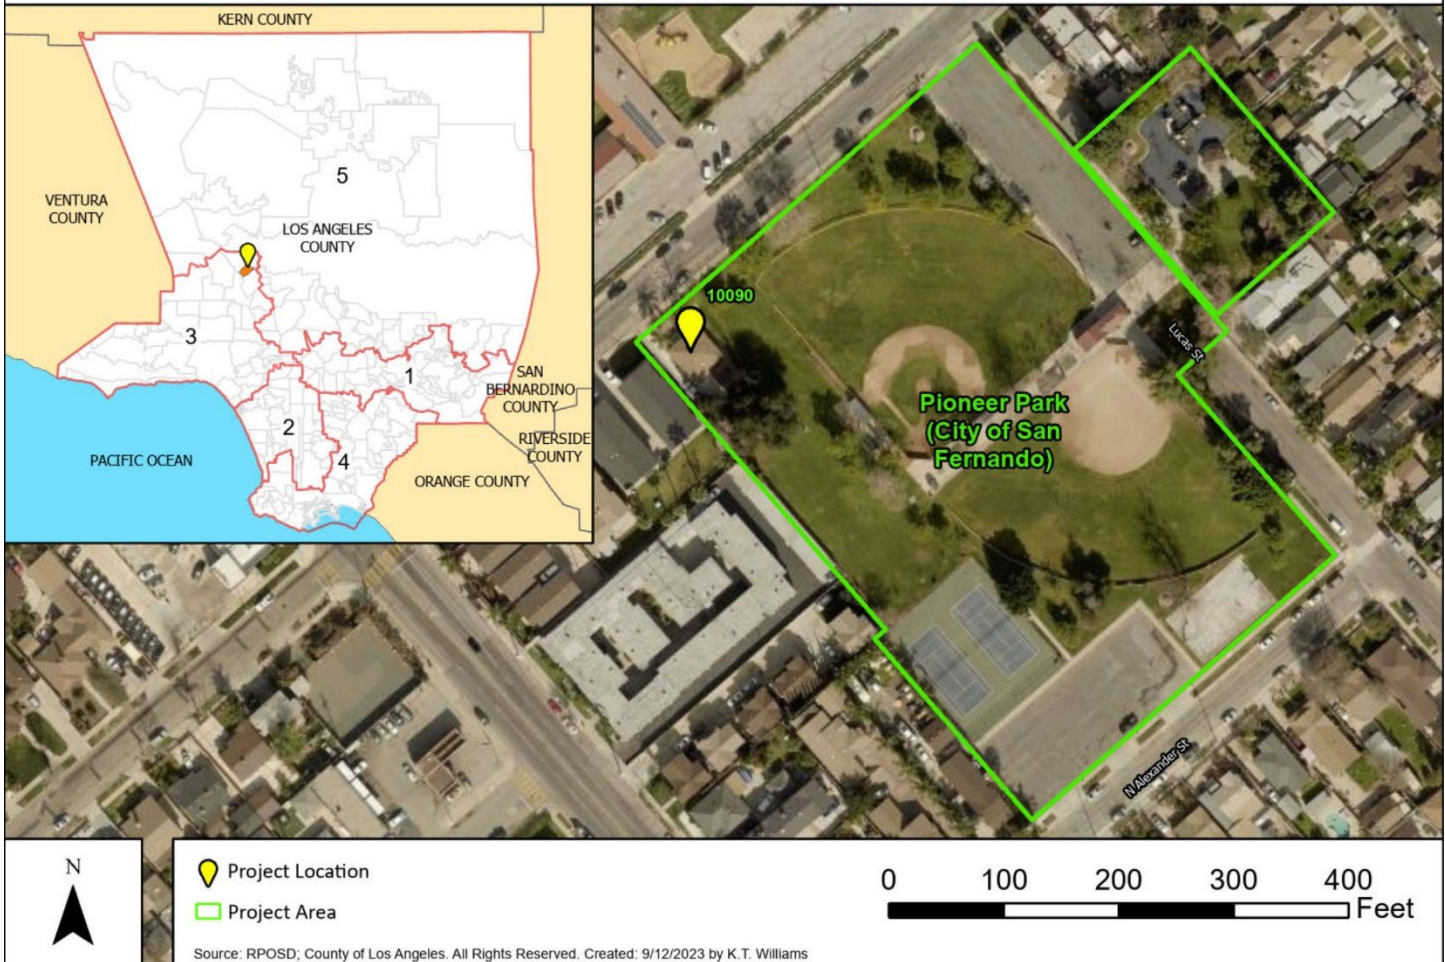 KERN COUNTY
5
VENTURA
COUNTY
LOS ANGELES
COUNTY
3
1
SAN
BERNARDINO
COUNTY
2
RIVERSIDE
COUNTY
4
PACIFIC OCEAN
ORANGE COUNTY
10090
Lucas St
Pioneer Park
(City of San
Fernando)
N Alexander St
N
Project Location
Project Area
0 100 200 300 400
Feet
Source: RPOSD; County of Los Angeles. All Rights Reserved. Created: 9/12/2023 by K.T. Williams